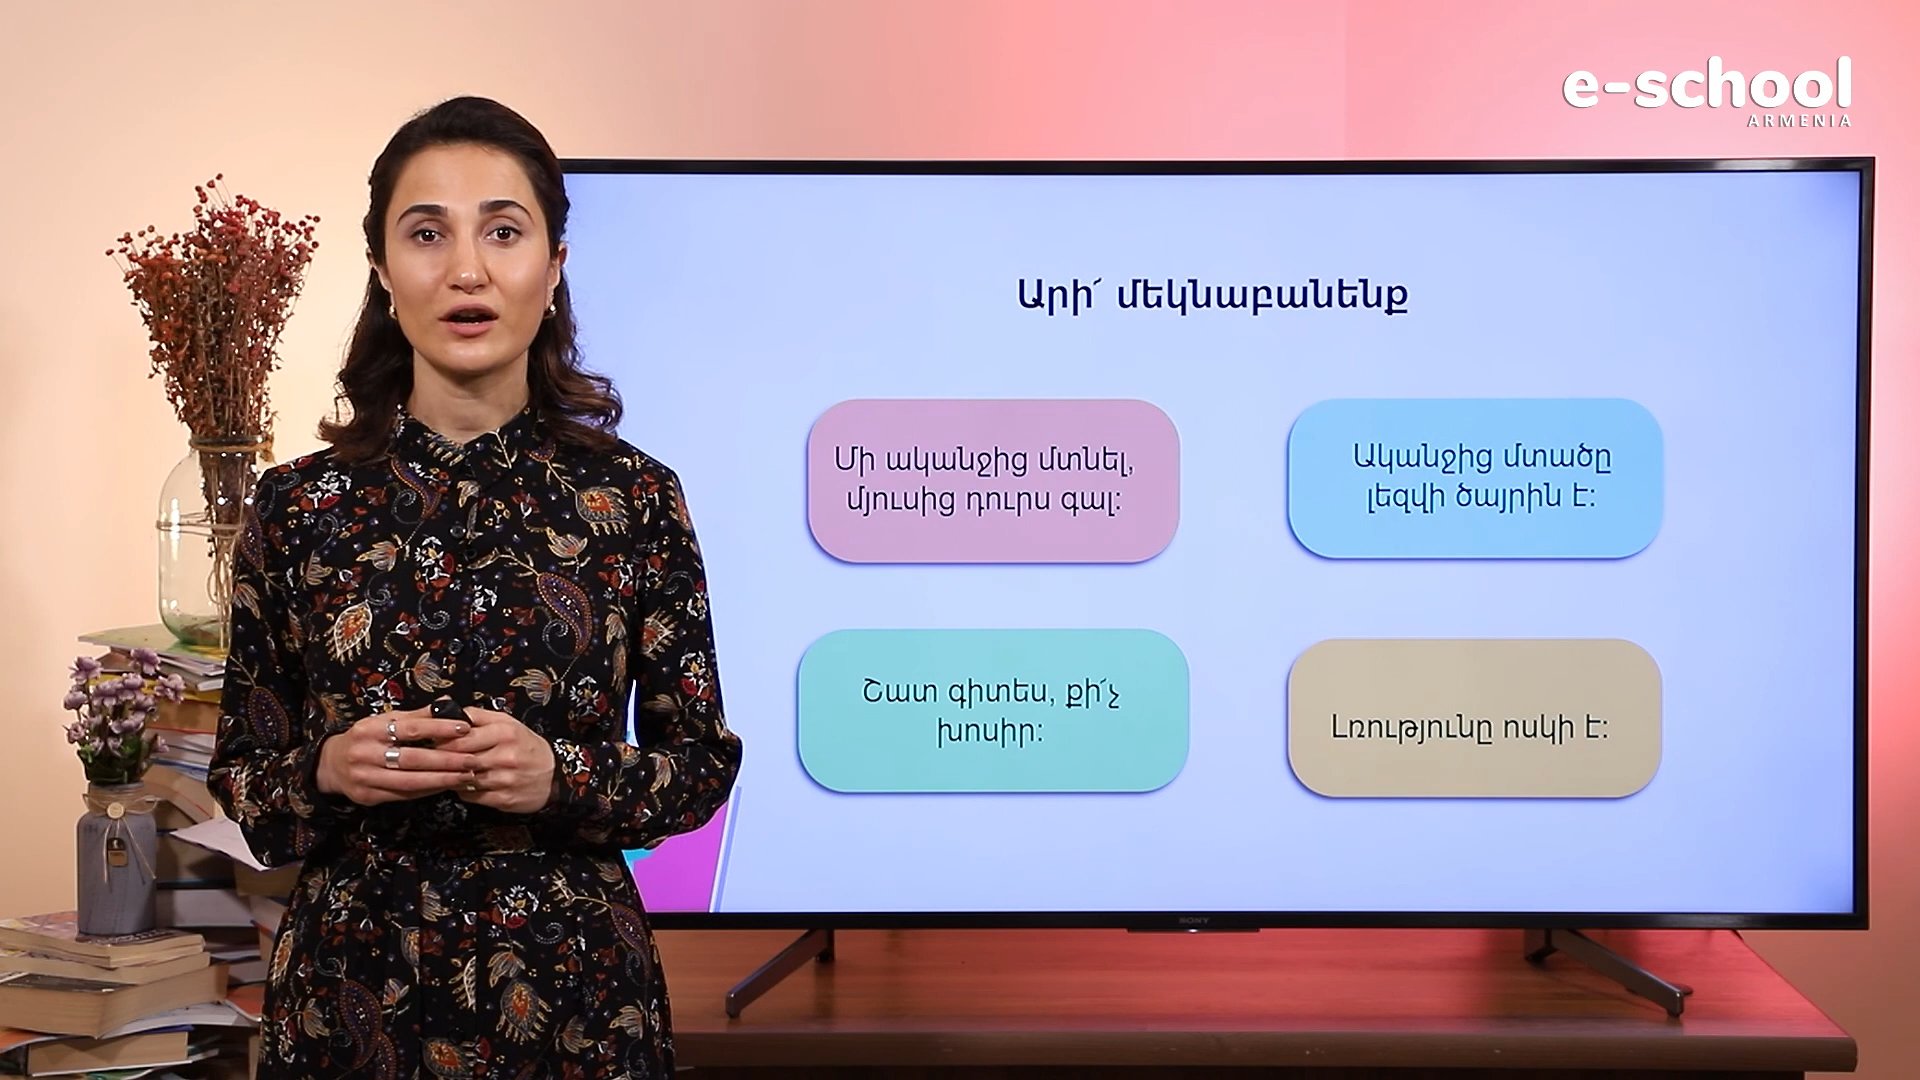 e-school
ARMENIA
Արի՜ մեկնաբանենք
Մի ականջից մտնել,
մյուսից դուրս գալ:
Ականջից մտածը
լեզվի ծայրին է:
Շատ գիտես, քի՜չ
խոսիր:
Լռությունը ոսկի է:
SONY